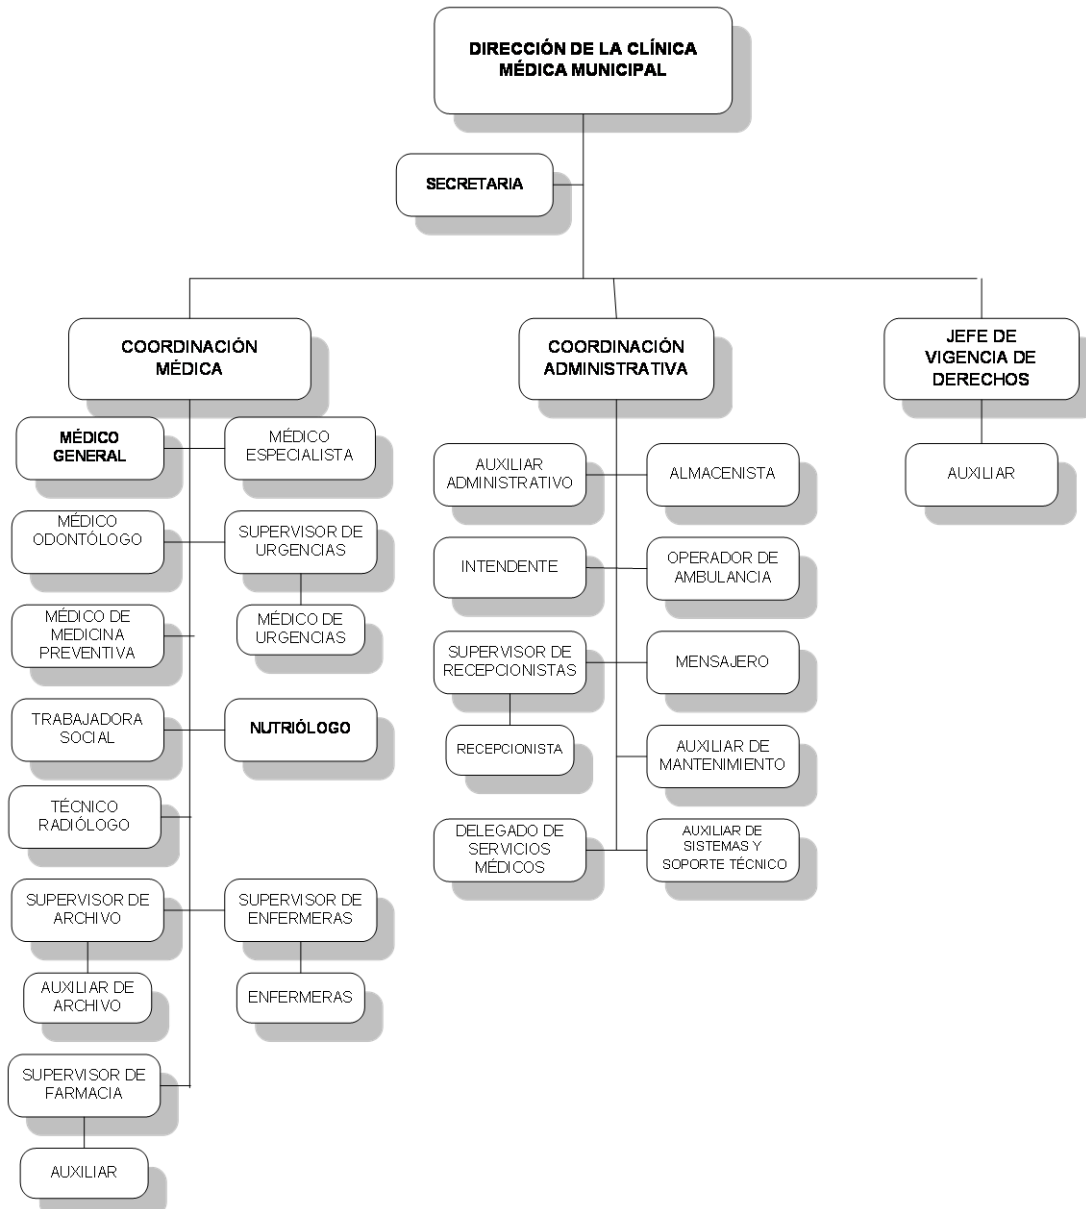 DIRECCIÓN DE LA CLÍNICA
MÉDICA MUNICIPAL
SECRETARIA
COORDINACIÓN
MÉDICA
COORDINACIÓN
ADMINISTRATIVA
JEFE DE
VIGENCIA DE
DERECHOS
MÉDICO
GENERAL
MÉDICO
ESPECIALISTA
AUXILIAR
ADMINISTRATIVO
ALMACENISTA
AUXILIAR
MÉDICO
ODONTÓLOGO
SUPERVISOR DE
URGENCIAS
INTENDENTE
OPERADOR DE
AMBULANCIA
MÉDICO DE
MEDICINA
PREVENTIVA
MÉDICO DE
URGENCIAS
SUPERVISOR DE
RECEPCIONISTAS
MENSAJERO
TRABAJADORA
SOCIAL
NUTRIÓLOGO
RECEPCIONISTA
AUXILIAR DE
MANTENIMIENTO
TÉCNICO
RADIÓLOGO
DELEGADO DE
SERVICIOS
MÉDICOS
AUXILIAR DE
SISTEMAS Y
SOPORTE TÉCNICO
SUPERVISOR DE
ARCHIVO
SUPERVISOR DE
ENFERMERAS
AUXILIAR DE
ARCHIVO
ENFERMERAS
SUPERVISOR DE
FARMACIA
AUXILIAR